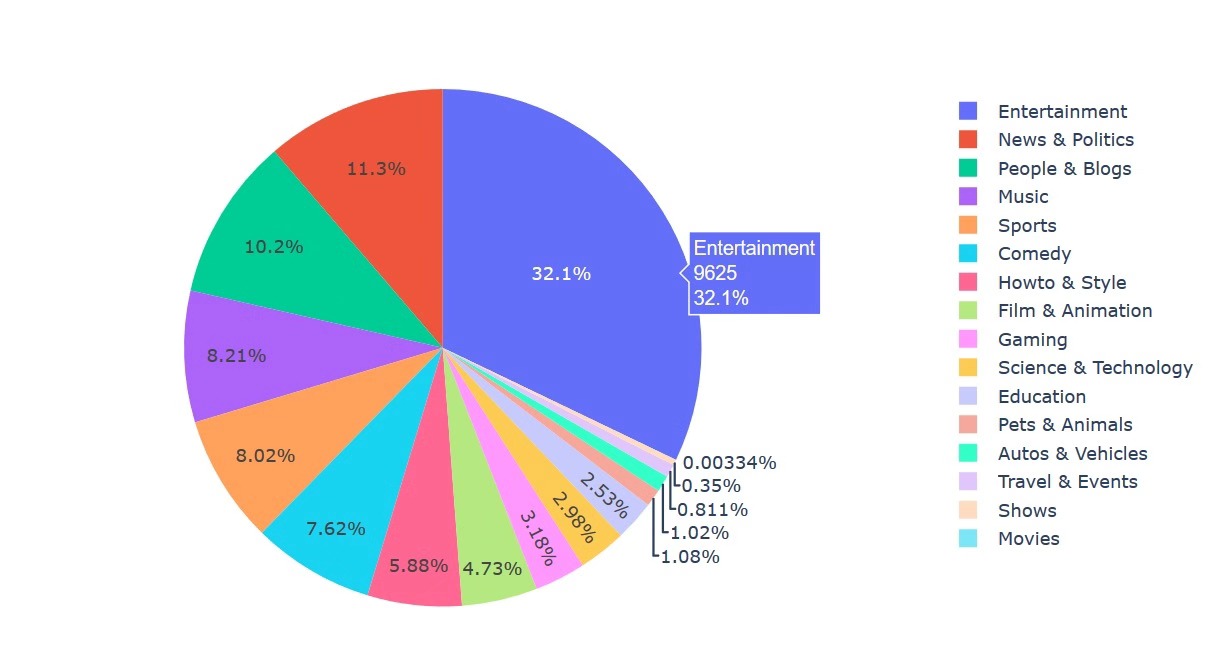 11.3%
10.2%
32.1%
Entertainment
9625
32.1%
8.21%
8.02%
7.62%
5.88%
4.73%
3.18%
2.98%
2.53%
0.00334%
0.35%
0.811%
1.02%
1.08%
Entertainment
News & Politics
People & Blogs
Music
Sports
Comedy
Howto & Style
Film & Animation
Gaming
Science & Technology
Education
Pets & Animals
Autos & Vehicles
Travel & Events
Shows
Movies